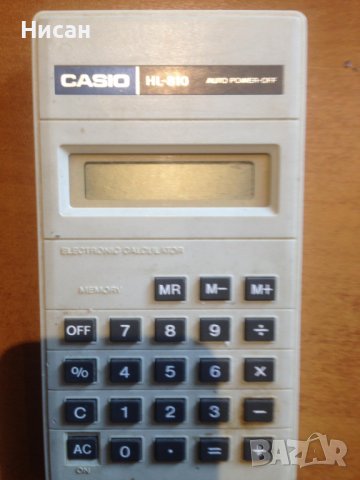 Нисан
CASIO HL-810 AUTO POWER-OFF
ELECTRONIC CALCULATOR
MEMORY MR M− M+
OFF 7 8 9 ÷
% 4 5 6 ×
C 1 2 3 −
AC 0 · = +
ON
BAZAR